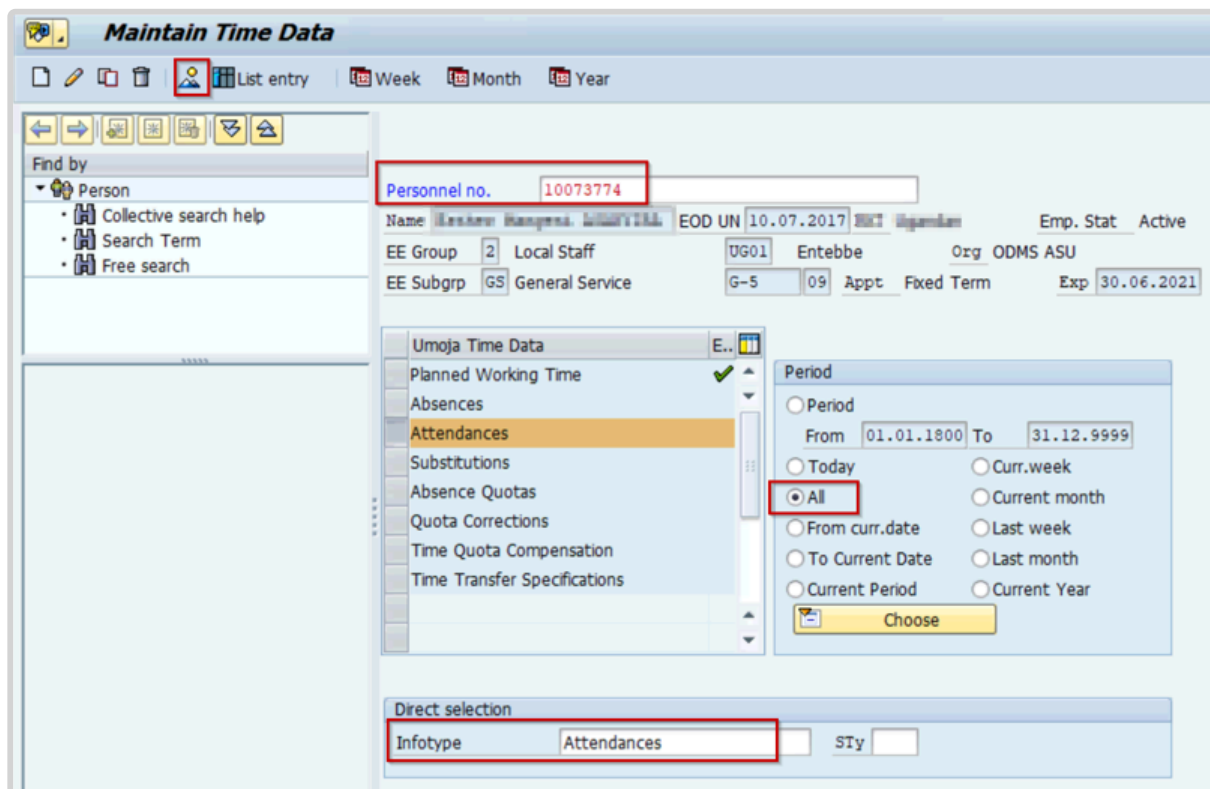 Maintain Time Data
List entry Week Month Year
Find by
Person
Collective search help
Search Term
Free search
Personnel no. 10073774
Name EOD UN 10.07.2017 Emp. Stat Active
EE Group 2 Local Staff UG01 Entebbe Org ODMS ASU
EE Subgrp GS General Service G-5 09 Appt Fixed Term Exp 30.06.2021
Umoja Time Data E..
Planned Working Time
Absences
Attendances
Substitutions
Absence Quotas
Quota Corrections
Time Quota Compensation
Time Transfer Specifications
Period
Period
From 01.01.1800 To 31.12.9999
Today Curr.week
All Current month
From curr.date Last week
To Current Date Last month
Current Period Current Year
Choose
Direct selection
Infotype Attendances STy